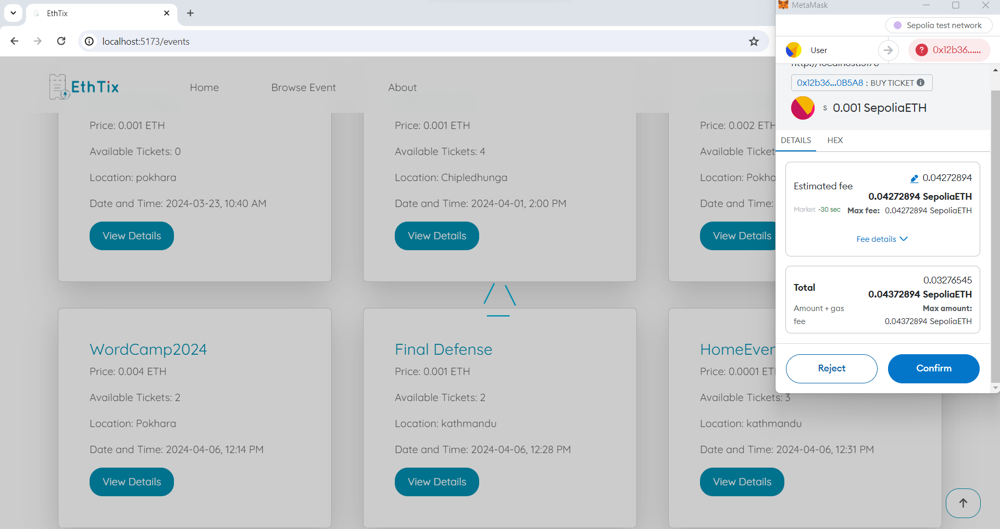 EthTix
localhost:5173/events
EthTix
Home
Browse Event
About
Price: 0.001 ETH
Available Tickets: 0
Location: pokhara
Date and Time: 2024-03-23, 10:40 AM
View Details
Price: 0.001 ETH
Available Tickets: 4
Location: Chipledhunga
Date and Time: 2024-04-01, 2:00 PM
View Details
Price: 0.002 ETH
Available Ticket
Location: Pokha
Date and Time:
View Details
WordCamp2024
Price: 0.004 ETH
Available Tickets: 2
Location: Pokhara
Date and Time: 2024-04-06, 12:14 PM
View Details
Final Defense
Price: 0.001 ETH
Available Tickets: 2
Location: kathmandu
Date and Time: 2024-04-06, 12:28 PM
View Details
HomeEver
Price: 0.0001 ET
Available Tickets: 3
Location: kathmandu
Date and Time: 2024-04-06, 12:31 PM
View Details
MetaMask
Sepolia test network
User
0x12b36......
http://localhost:5173
0x12b36...0B5A8 : BUY TICKET
S 0.001 SepoliaETH
DETAILS
HEX
Estimated fee
0.04272894
0.04272894 SepoliaETH
Market ~30 sec
Max fee: 0.04272894 SepoliaETH
Fee details
Total
0.03276545
0.04372894 SepoliaETH
Amount + gas
fee
Max amount:
0.04372894 SepoliaETH
Reject
Confirm